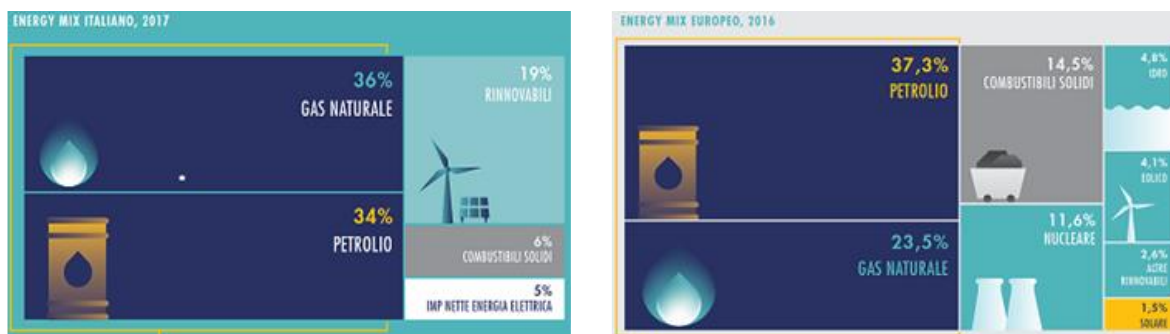 ENERGY MIX ITALIANO, 2017
36%
GAS NATURALE
34%
PETROLIO
19%
RINNOVABILI
6%
COMBUSTIBILI SOLIDI
5%
IMP NETTE ENERGIA ELETTRICA
ENERGY MIX EUROPEO, 2016
37,3%
PETROLIO
23,5%
GAS NATURALE
14,5%
COMBUSTIBILI SOLIDI
11,6%
NUCLEARE
4,8%
IDRO
4,1%
EOLICO
2,6%
ALTRE
RINNOVABILI
1,5%
SOLARE